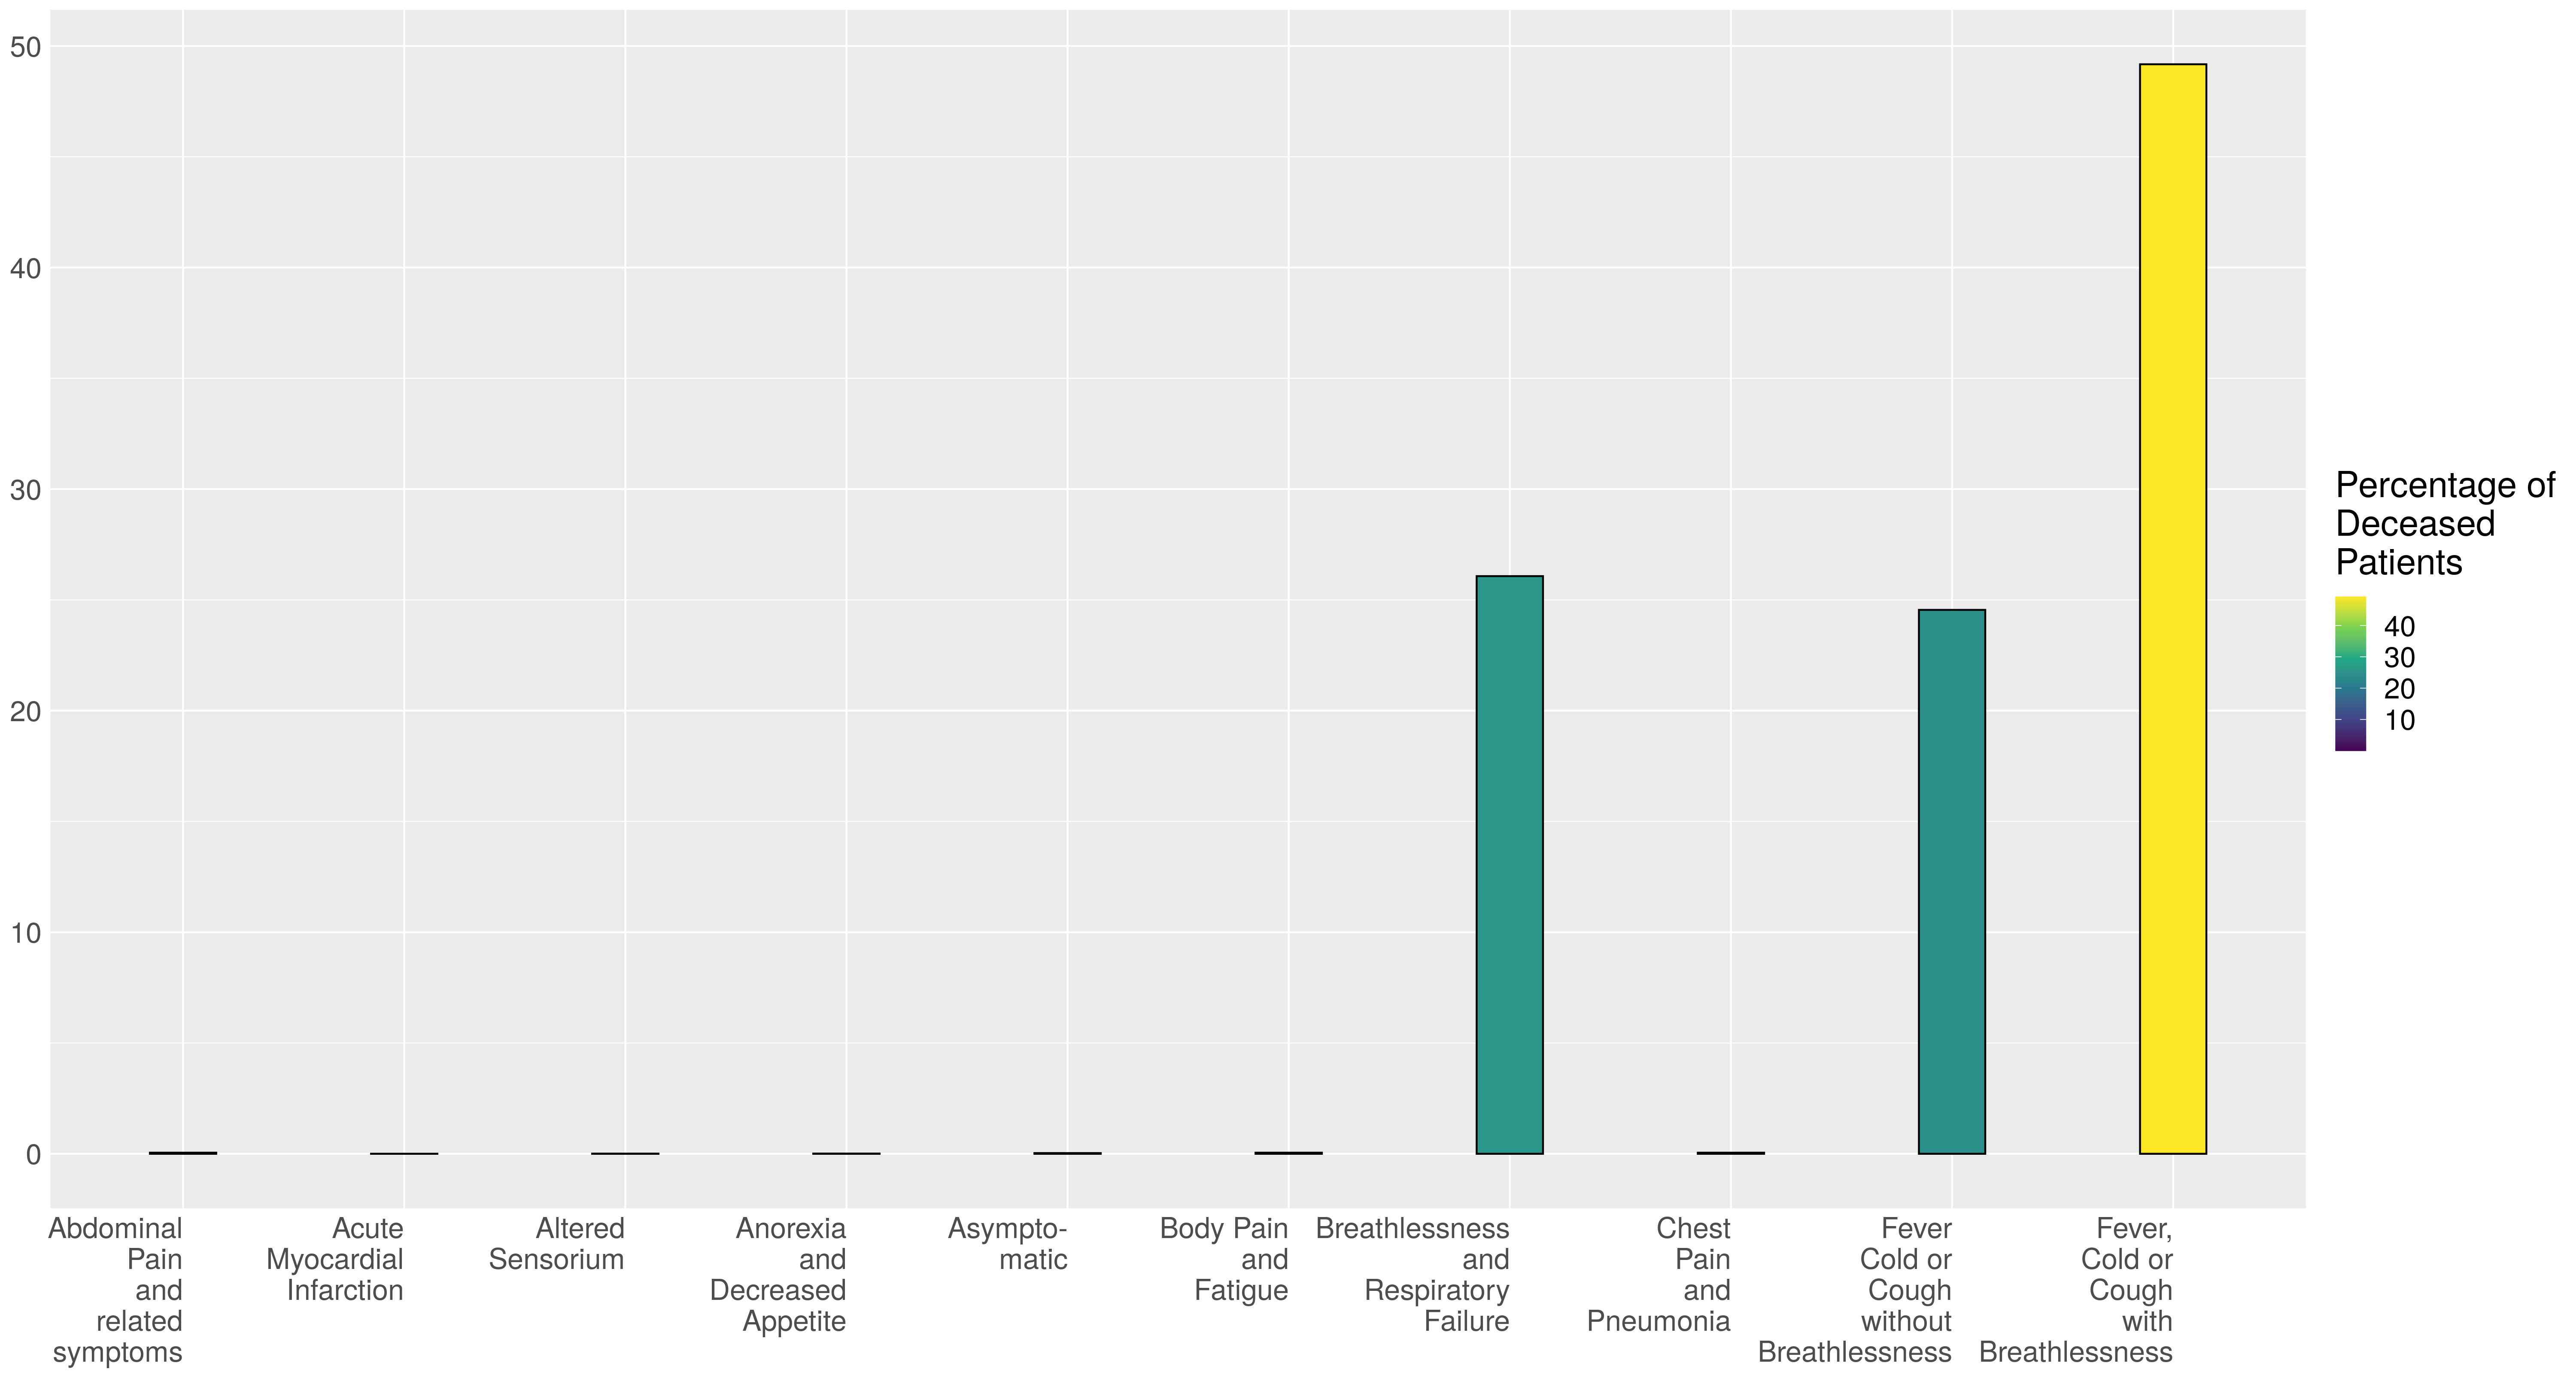 50
40
30
20
10
0
Abdominal
Pain
and
related
symptoms
Acute
Myocardial
Infarction
Altered
Sensorium
Anorexia
and
Decreased
Appetite
Asympto-
matic
Body Pain
and
Fatigue
Breathlessness
and
Respiratory
Failure
Chest
Pain
and
Pneumonia
Fever
Cold or
Cough
without
Breathlessness
Fever,
Cold or
Cough
with
Breathlessness
Percentage of
Deceased
Patients
40
30
20
10